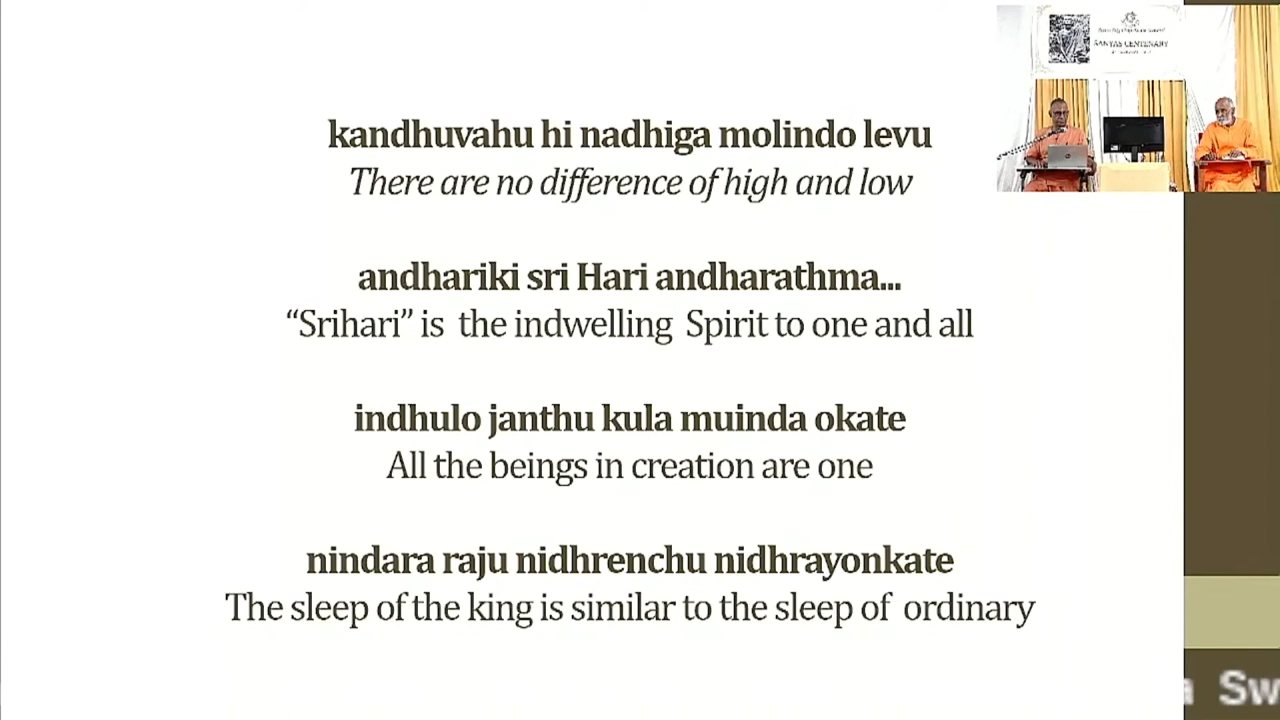 kandhuvahu hi nadhiga molindo levu
There are no difference of high and low
andhariki sri Hari andharathma...
“Srihari” is the indwelling Spirit to one and all
indhulo janthu kula muinda okate
All the beings in creation are one
nindara raju nidhrenchu nidhrayonkate
The sleep of the king is similar to the sleep of ordinary
SANYAS CENTENARY
a Sw